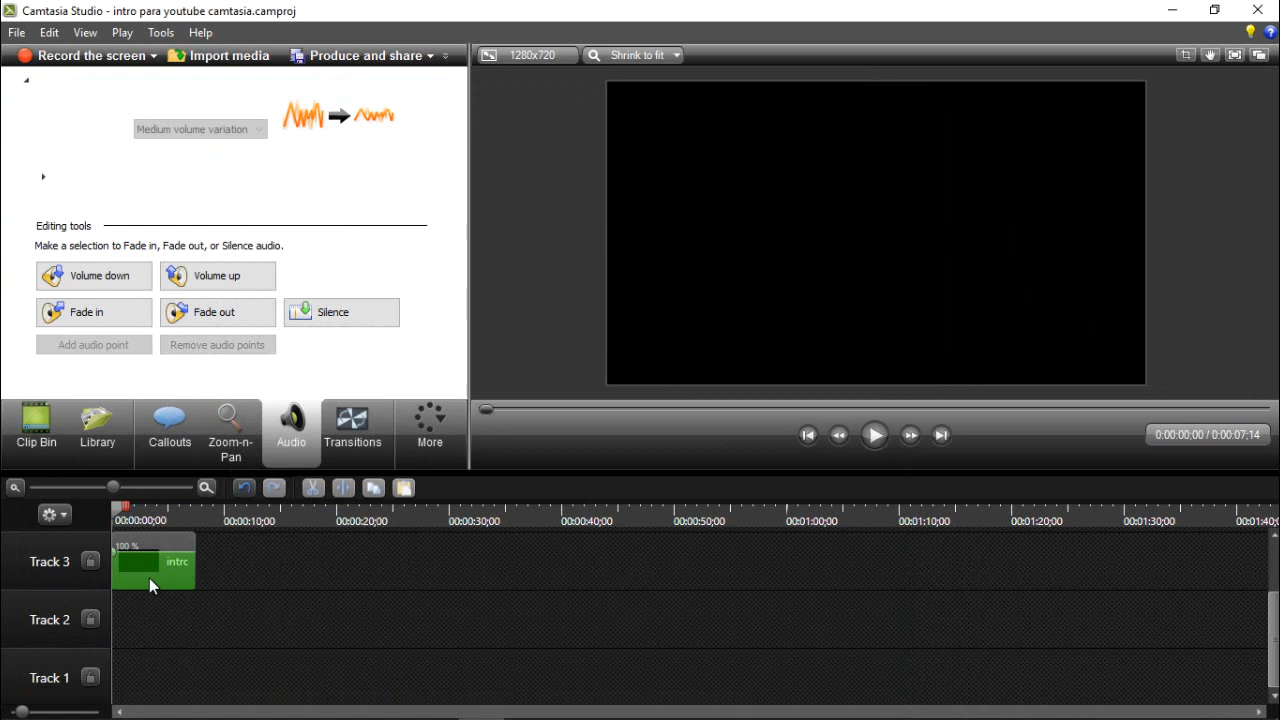 Camtasia Studio - intro para youtube camtasia.camproj
File Edit View Play Tools Help
Record the screen Import media Produce and share
1280x720 Shrink to fit
Medium volume variation
Editing tools
Make a selection to Fade in, Fade out, or Silence audio.
Volume down Volume up
Fade in Fade out Silence
Add audio point Remove audio points
Clip Bin Library Callouts Zoom-n-Pan Audio Transitions More
0:00:00;00 / 0:00:07;14
00:00:00;00 00:00:10;00 00:00:20;00 00:00:30;00 00:00:40;00 00:00:50;00 00:01:00;00 00:01:10;00 00:01:20;00 00:01:30;00 00:01:40;0
100 %
Track 3 intrc
Track 2
Track 1